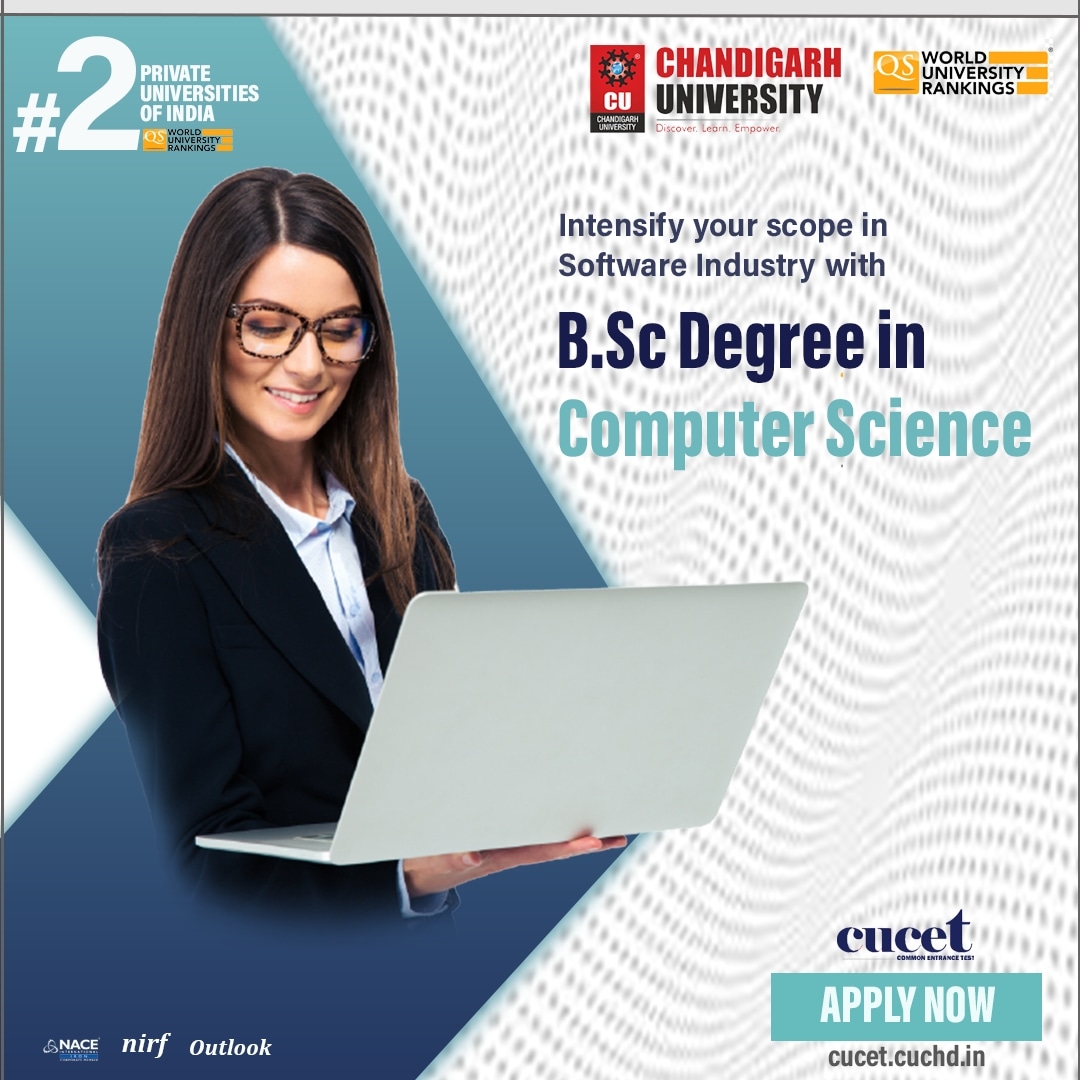 #2
PRIVATE
UNIVERSITIES
OF INDIA
QS WORLD
UNIVERSITY
RANKINGS
CU
CHANDIGARH
UNIVERSITY
CHANDIGARH
UNIVERSITY
Discover. Learn. Empower.
QS WORLD
UNIVERSITY
RANKINGS
Intensify your scope in
Software Industry with
B.Sc Degree in
Computer Science
cucet
COMMON ENTRANCE TEST
APPLY NOW
cucet.cuchd.in
NACE
INTERNATIONAL
nirf
Outlook